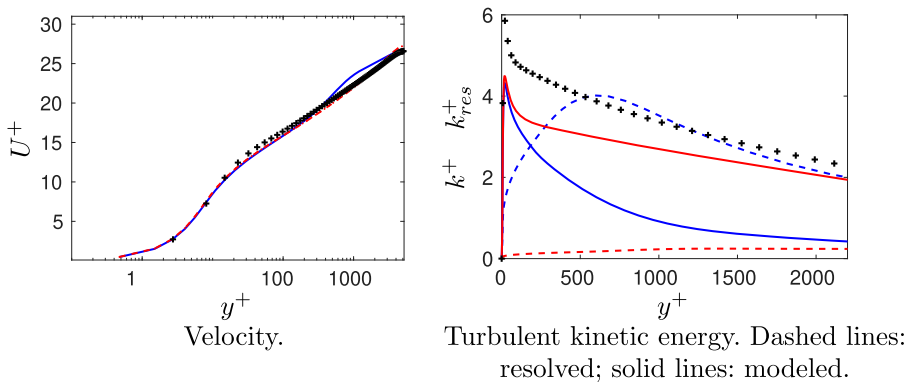 30
25
20
15
10
5
U+
1
100
1000
y+
Velocity.
6
4
2
0
k+ k+res
0
500
1000
1500
2000
y+
Turbulent kinetic energy. Dashed lines:
resolved; solid lines: modeled.